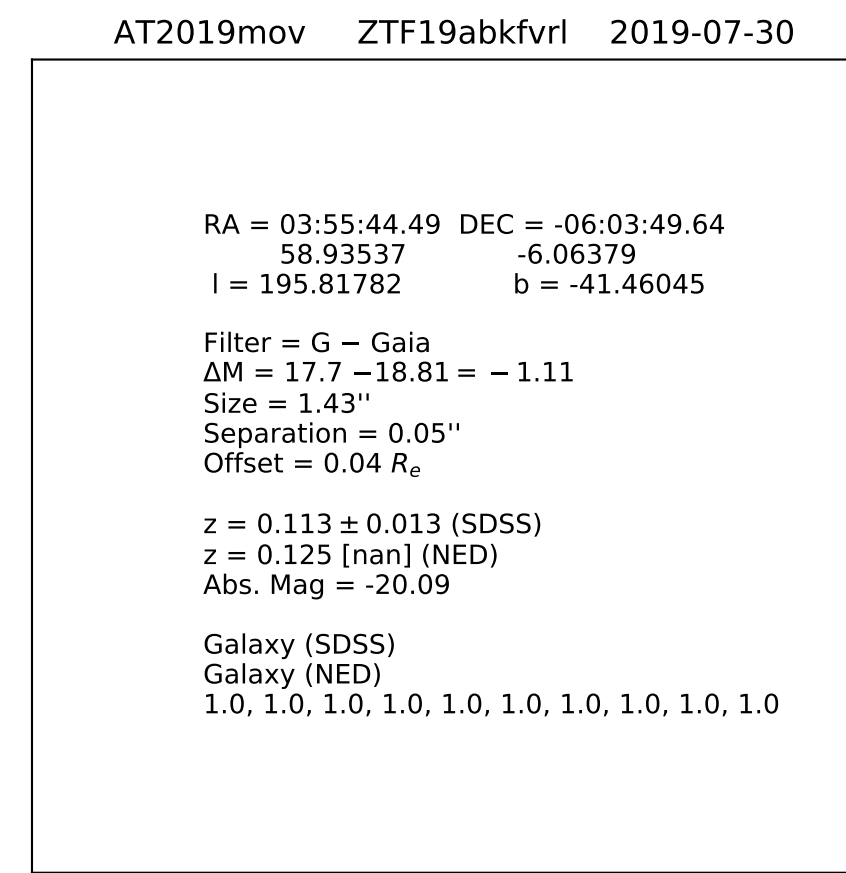 AT2019mov ZTF19abkfvrl 2019-07-30
RA = 03:55:44.49 DEC = -06:03:49.64
58.93537 -6.06379
l = 195.81782 b = -41.46045
Filter = G − Gaia
ΔM = 17.7 −18.81 = − 1.11
Size = 1.43''
Separation = 0.05''
Offset = 0.04 Rₑ
z = 0.113 ± 0.013 (SDSS)
z = 0.125 [nan] (NED)
Abs. Mag = -20.09
Galaxy (SDSS)
Galaxy (NED)
1.0, 1.0, 1.0, 1.0, 1.0, 1.0, 1.0, 1.0, 1.0, 1.0